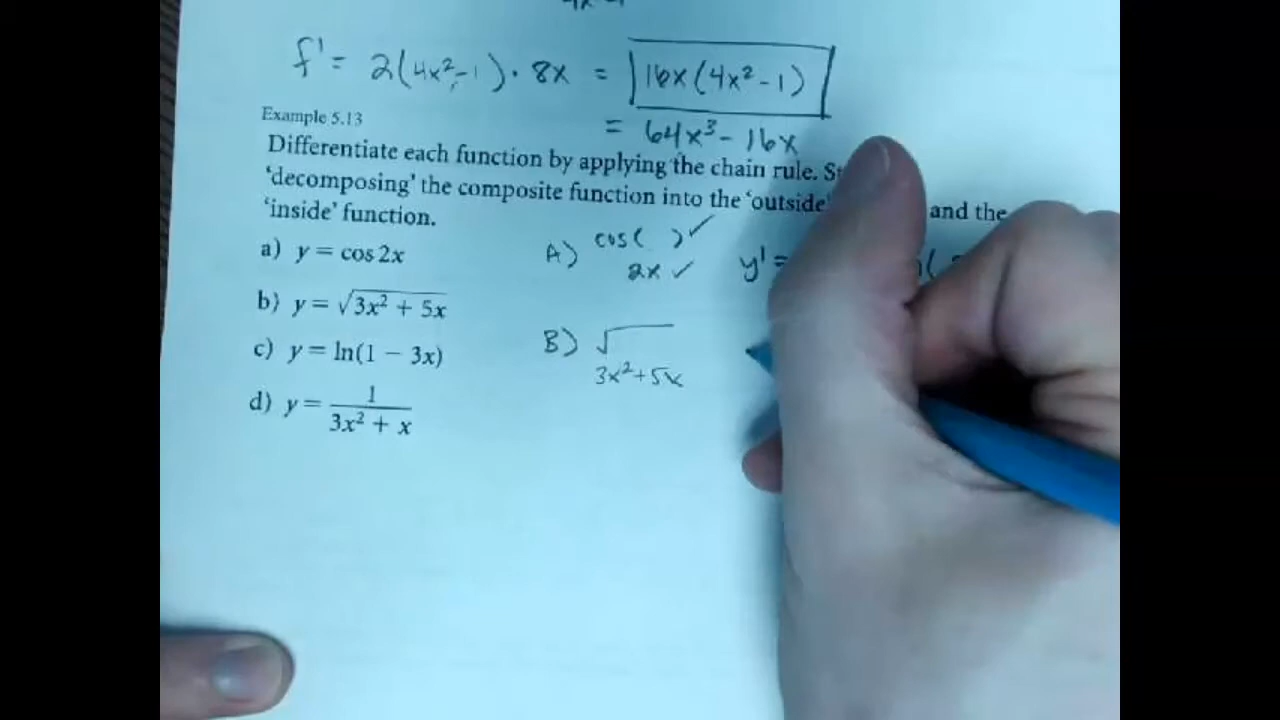 f' = 2(4x²-1) · 8x = 16x(4x²-1)
Example 5.13
= 64x³ - 16x
Differentiate each function by applying the chain rule.
'decomposing' the composite function into the 'outside' and the
'inside' function.
a) y = cos 2x
A) cos( ) ✓
2x ✓
y' =
b) y = √(3x² + 5x)
B) √
3x²+5x
c) y = ln(1 − 3x)
d) y = 1/(3x² + x)